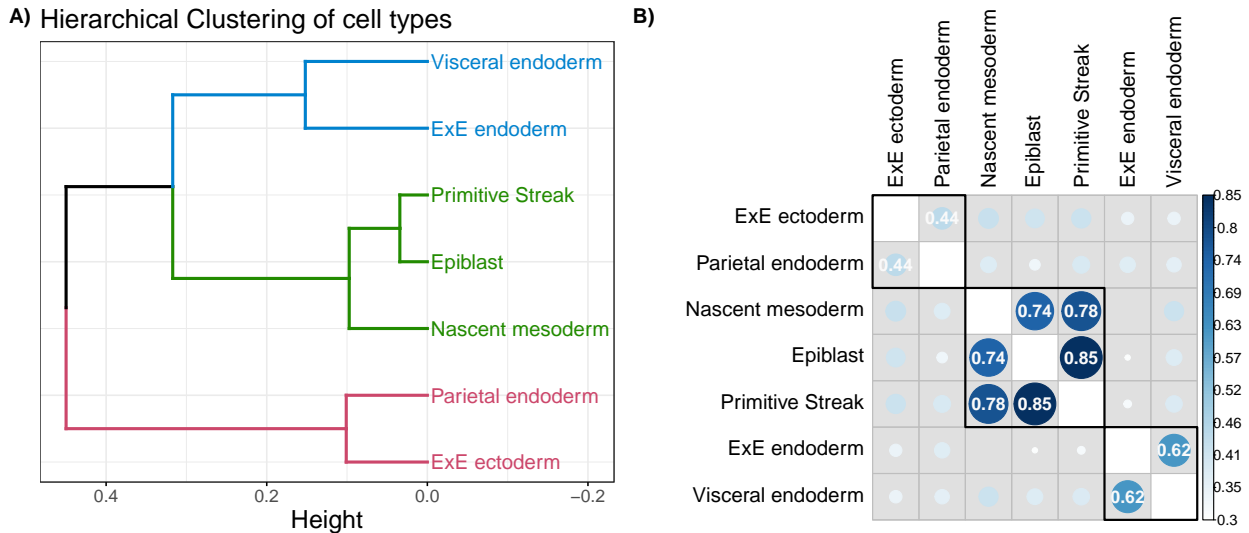 A) Hierarchical Clustering of cell types
Visceral endoderm
ExE endoderm
Primitive Streak
Epiblast
Nascent mesoderm
Parietal endoderm
ExE ectoderm
0.4 0.2 0.0 −0.2
Height
B)
ExE ectoderm
Parietal endoderm
Nascent mesoderm
Epiblast
Primitive Streak
ExE endoderm
Visceral endoderm
ExE ectoderm 0.44
Parietal endoderm 0.44
Nascent mesoderm 0.74 0.78
Epiblast 0.74 0.85
Primitive Streak 0.78 0.85
ExE endoderm 0.62
Visceral endoderm 0.62
0.85
0.8
0.74
0.69
0.63
0.57
0.52
0.46
0.41
0.35
0.3